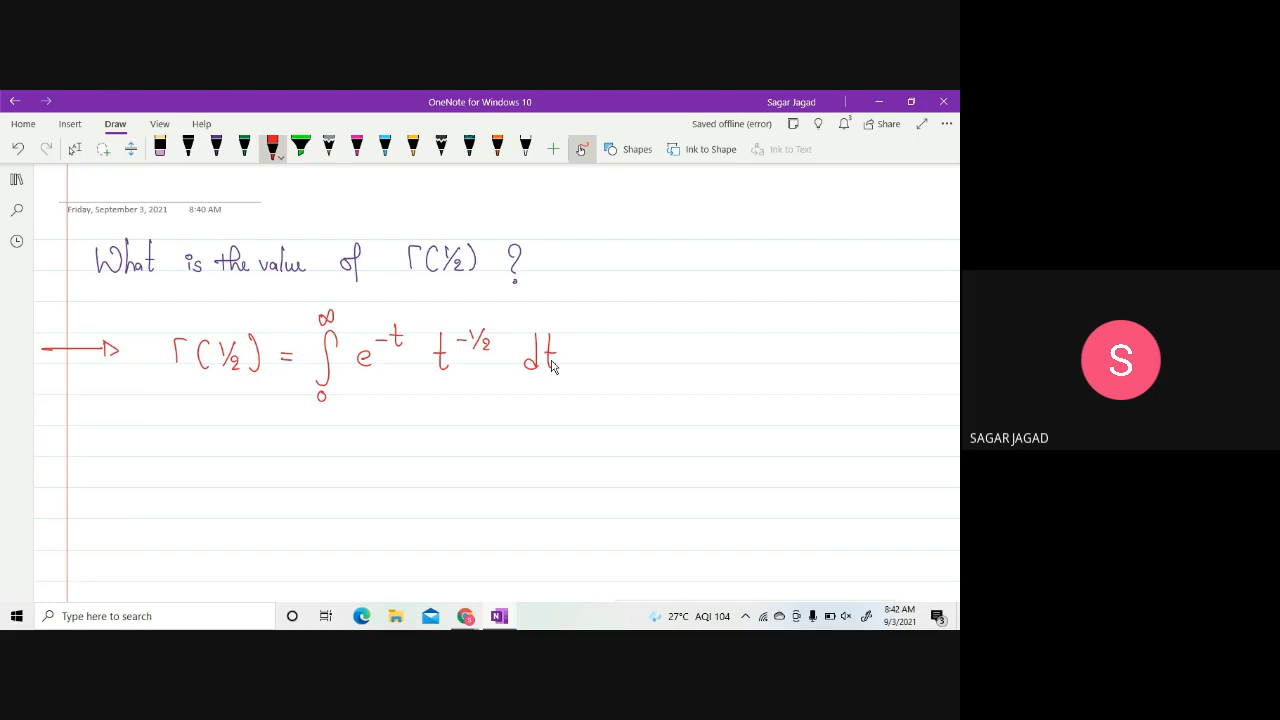 OneNote for Windows 10
Sagar Jagad
Home Insert Draw View Help
Saved offline (error)
3
Share
Shapes
Ink to Shape
Ink to Text
Friday, September 3, 2021 8:40 AM
What is the value of Γ(1/2) ?
Γ(1/2) = ∫₀^∞ e^{-t} t^{-1/2} dt
S
SAGAR JAGAD
Type here to search
27°C AQI 104
8:42 AM
9/3/2021
3